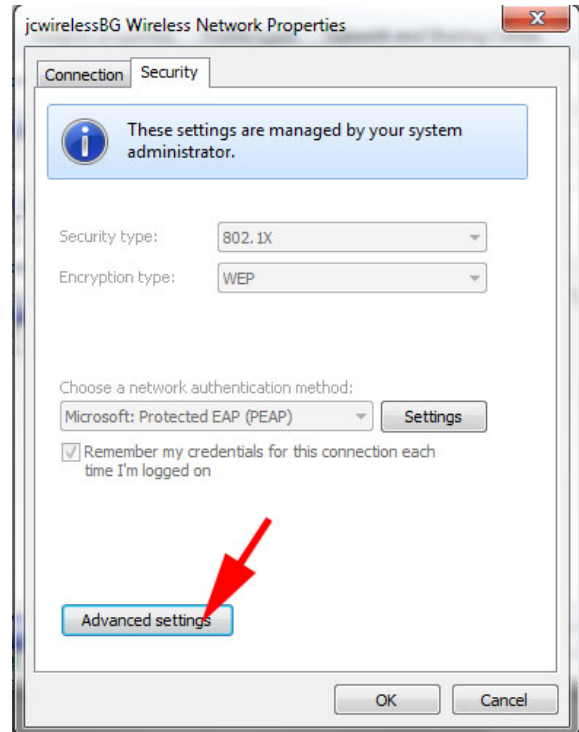 jcwirelessBG Wireless Network Properties
Connection
Security
These settings are managed by your system
administrator.
Security type:
802.1X
Encryption type:
WEP
Choose a network authentication method:
Microsoft: Protected EAP (PEAP)
Settings
Remember my credentials for this connection each
time I'm logged on
Advanced settings
OK
Cancel